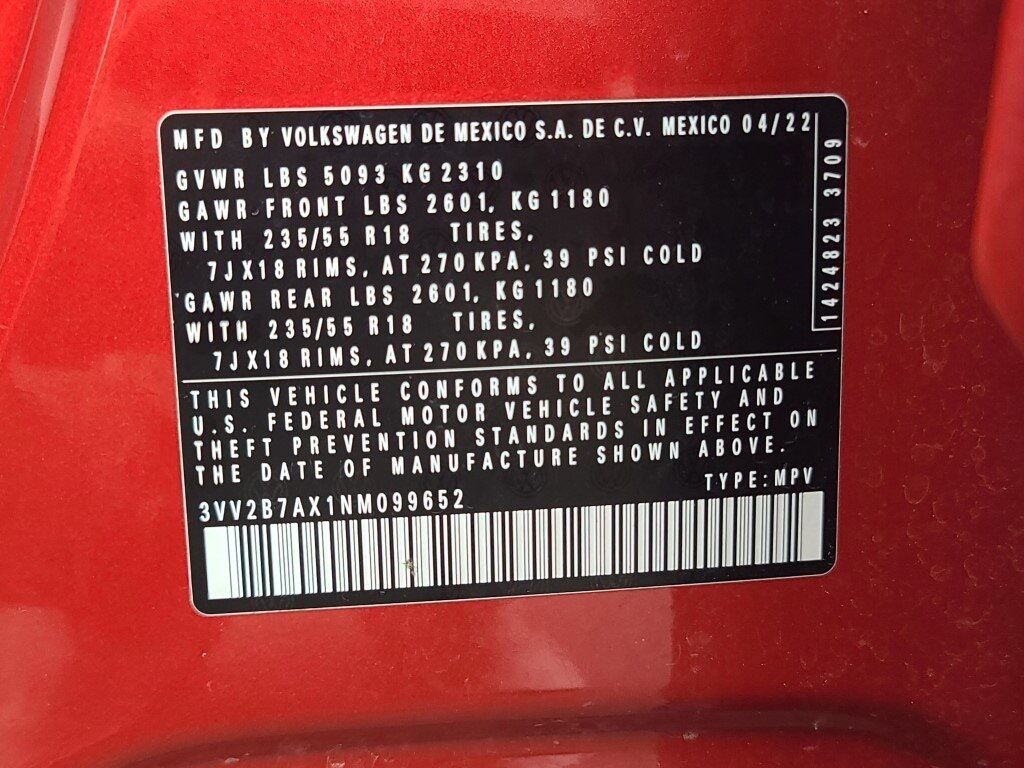 MFD BY VOLKSWAGEN DE MEXICO S.A. DE C.V. MEXICO 04/22
GVWR LBS 5093 KG 2310
GAWR FRONT LBS 2601, KG 1180
WITH 235/55 R18 TIRES,
7JX18 RIMS, AT 270 KPA, 39 PSI COLD
GAWR REAR LBS 2601, KG 1180
WITH 235/55 R18 TIRES,
7JX18 RIMS, AT 270 KPA, 39 PSI COLD
1424823 3709
THIS VEHICLE CONFORMS TO ALL APPLICABLE
U.S. FEDERAL MOTOR VEHICLE SAFETY AND
THEFT PREVENTION STANDARDS IN EFFECT ON
THE DATE OF MANUFACTURE SHOWN ABOVE.
TYPE: MPV
3VV2B7AX1NM099652